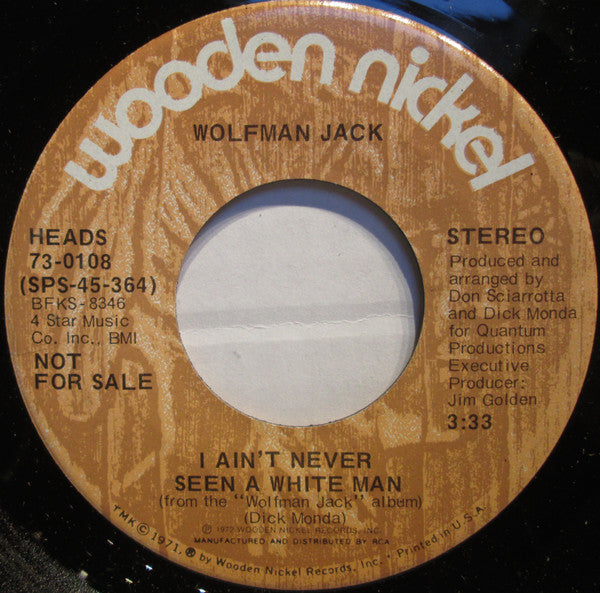 wooden nickel
WOLFMAN JACK
HEADS
73-0108
(SPS-45-364)
BFKS-8346
4 Star Music
Co. Inc., BMI
NOT
FOR SALE
STEREO
Produced and
arranged by
Don Sciarrotta
and Dick Monda
for Quantum
Productions
Executive
Producer:
Jim Golden
3:33
I AIN'T NEVER
SEEN A WHITE MAN
(from the "Wolfman Jack" album)
(Dick Monda)
℗ 1972 WOODEN NICKEL RECORDS, INC.
MANUFACTURED AND DISTRIBUTED BY RCA
TMK © 1971. ® by Wooden Nickel Records, Inc. • Printed in U.S.A.